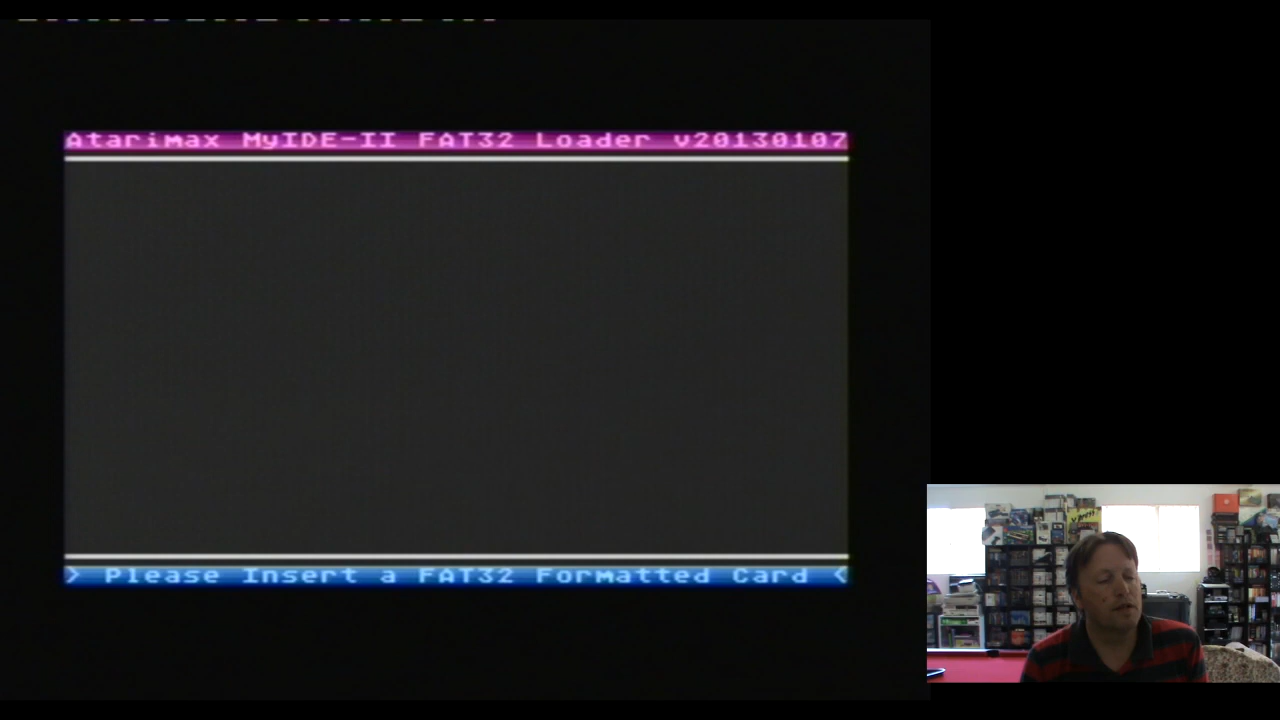 Atarimax MyIDE-II FAT32 Loader v20130107
> Please Insert a FAT32 Formatted Card <